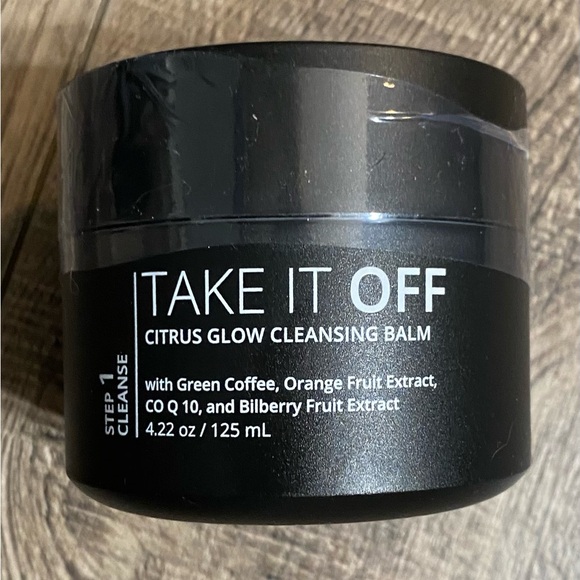 STEP 1
CLEANSE
TAKE IT OFF
CITRUS GLOW CLEANSING BALM
with Green Coffee, Orange Fruit Extract,
CO Q 10, and Bilberry Fruit Extract
4.22 oz / 125 mL